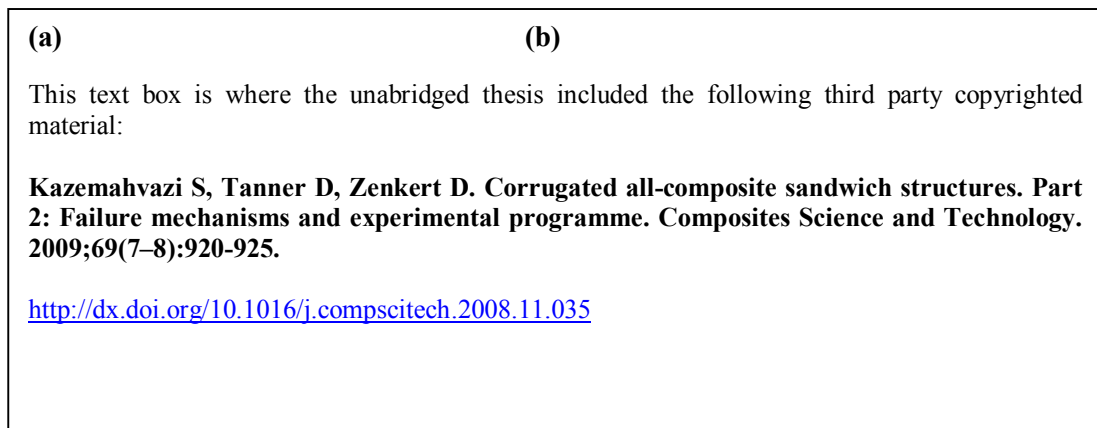 (a) (b)
This text box is where the unabridged thesis included the following third party copyrighted
material:
Kazemahvazi S, Tanner D, Zenkert D. Corrugated all-composite sandwich structures. Part
2: Failure mechanisms and experimental programme. Composites Science and Technology.
2009;69(7–8):920-925.
http://dx.doi.org/10.1016/j.compscitech.2008.11.035